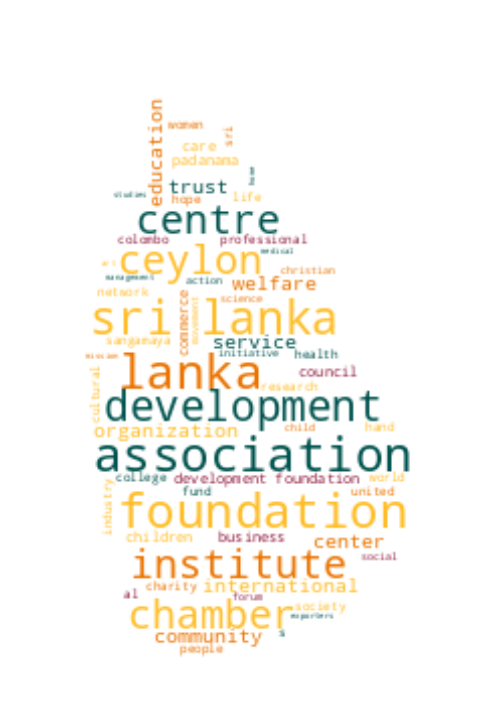 education
women
sri
care
padanama
home
trust
studies
hope
life
centre
colombo
professional
medical
ceylon
art
management
christian
action
welfare
network
commerce
movement
science
sri lanka
service
sangamaya
initiative
health
mission
lanka
council
research
cultural
development
child
hand
organization
association
college
development foundation
world
fund
united
industry
foundation
children
business
center
social
institute
charity
international
al
forum
society
chamber
exporters
community
s
people